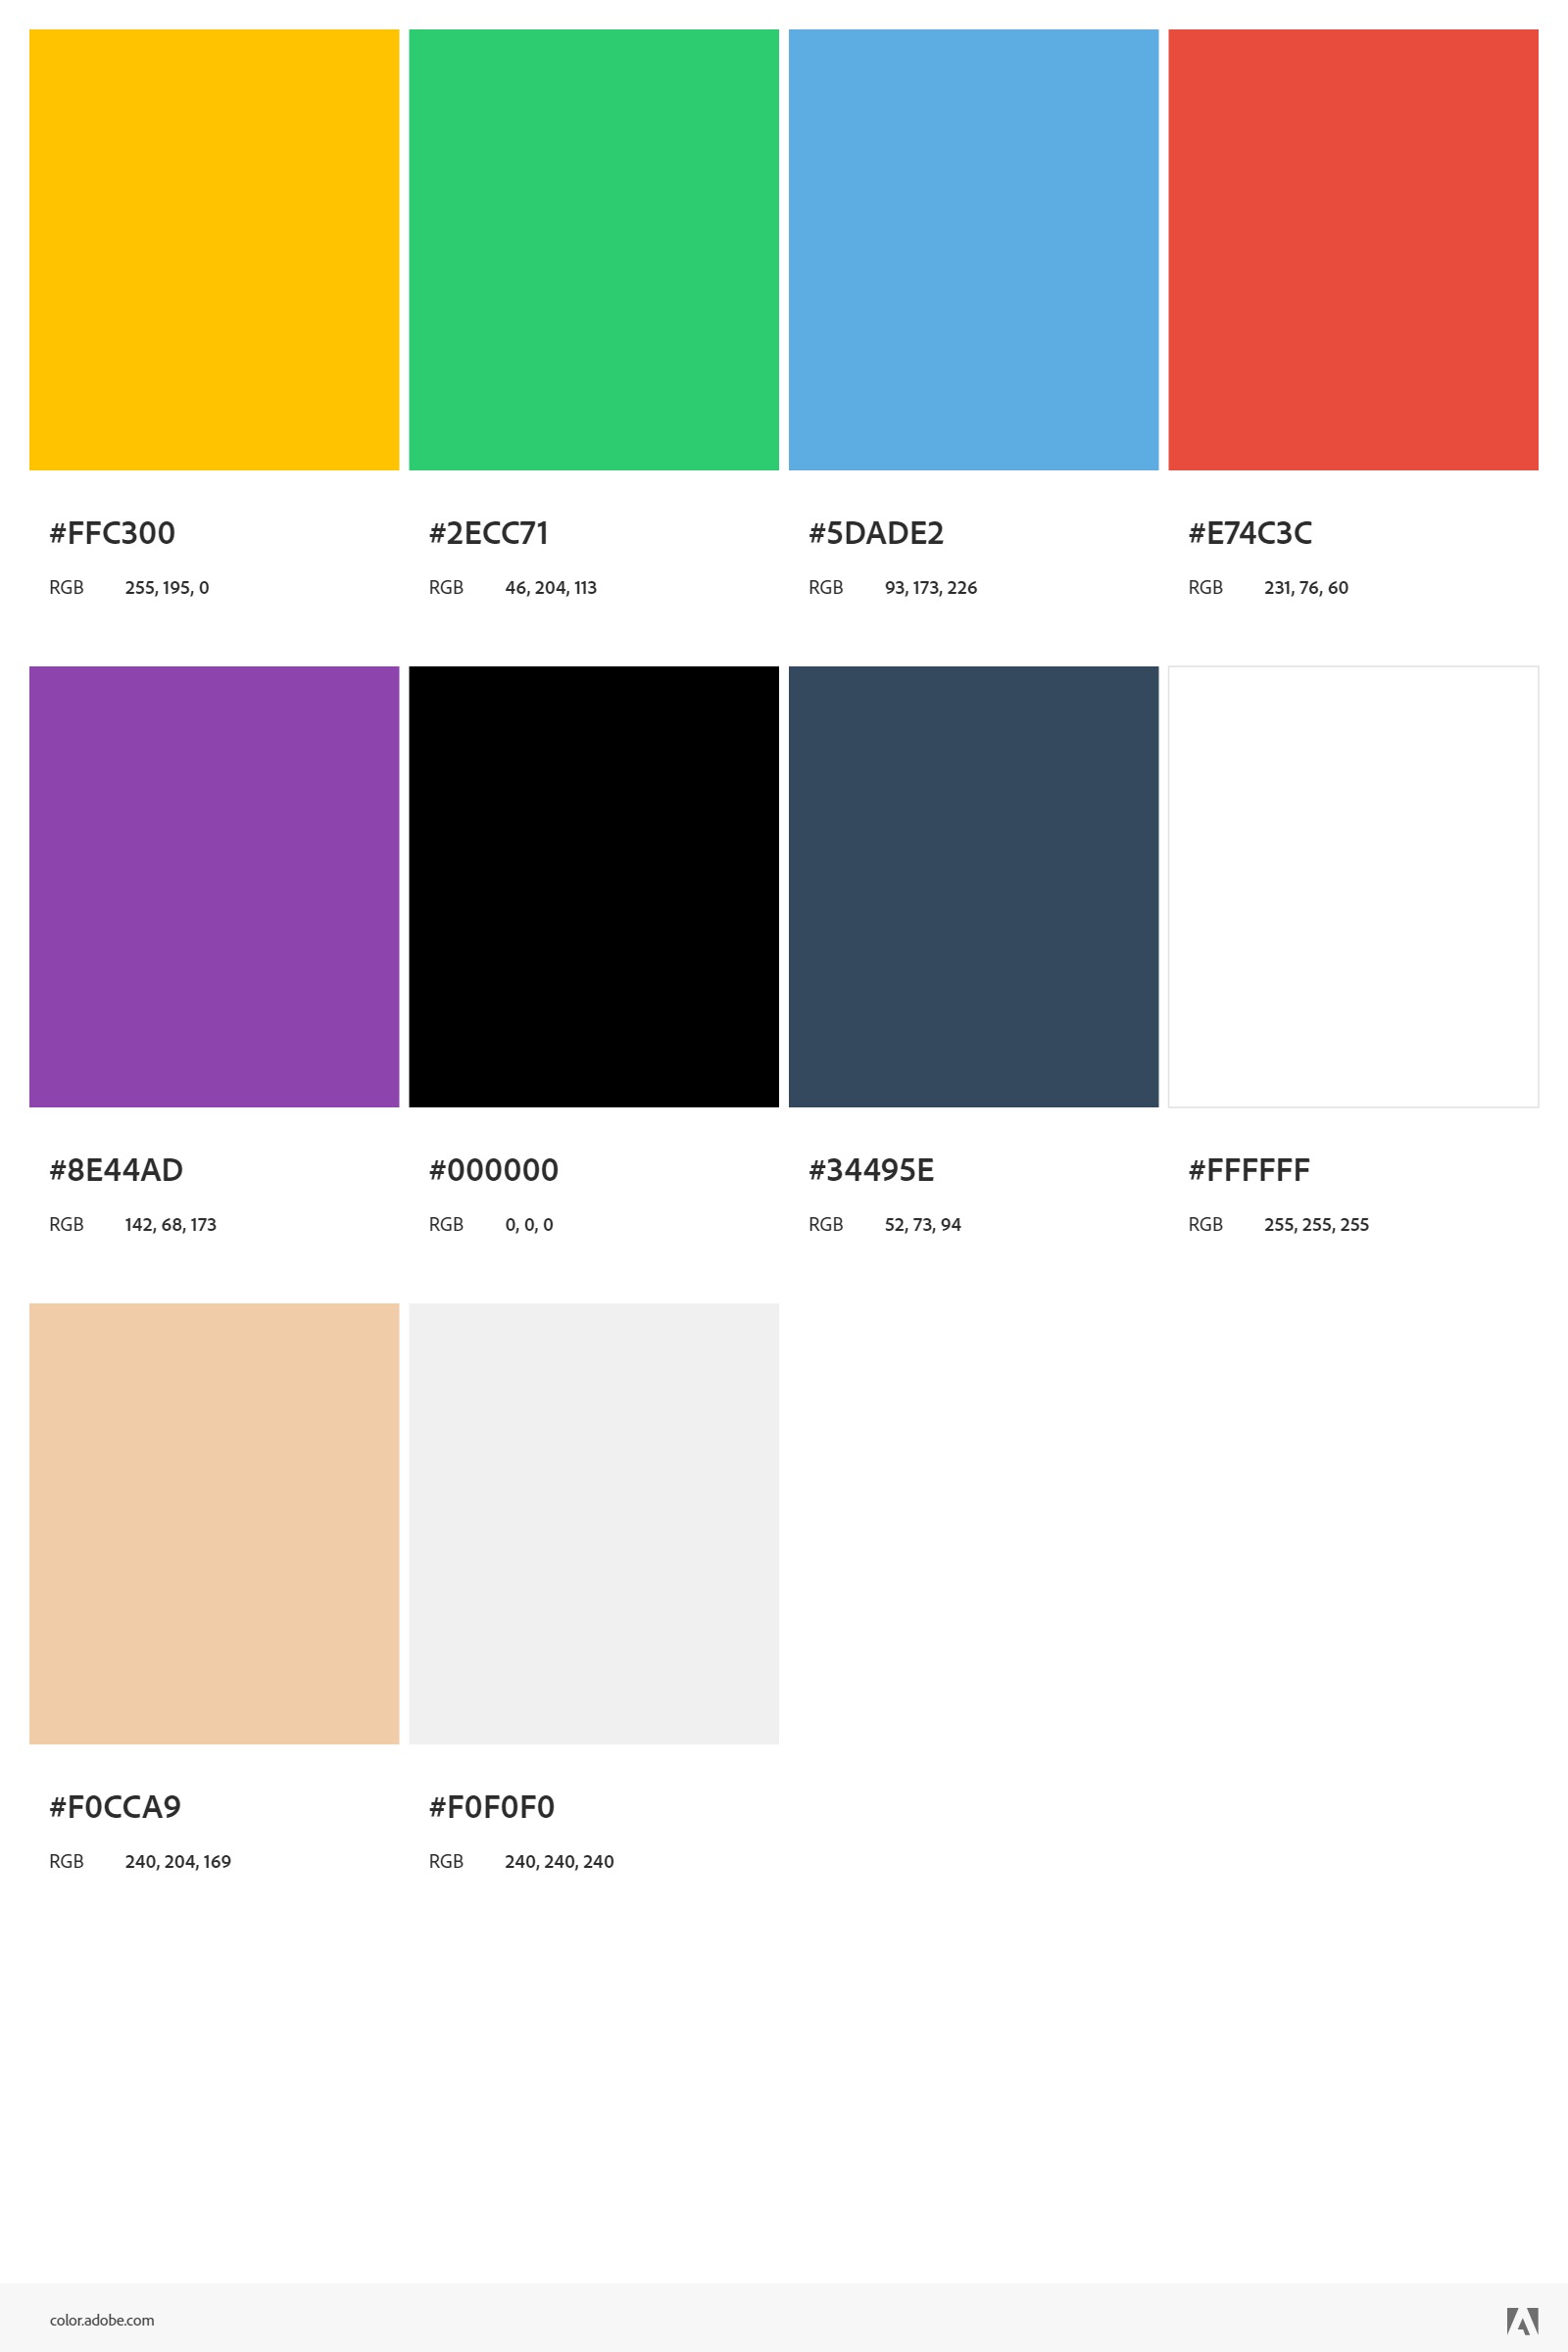 #FFC300 #2ECC71 #5DADE2 #E74C3C
RGB 255, 195, 0 RGB 46, 204, 113 RGB 93, 173, 226 RGB 231, 76, 60
#8E44AD #000000 #34495E #FFFFFF
RGB 142, 68, 173 RGB 0, 0, 0 RGB 52, 73, 94 RGB 255, 255, 255
#F0CCA9 #F0F0F0
RGB 240, 204, 169 RGB 240, 240, 240
color.adobe.com